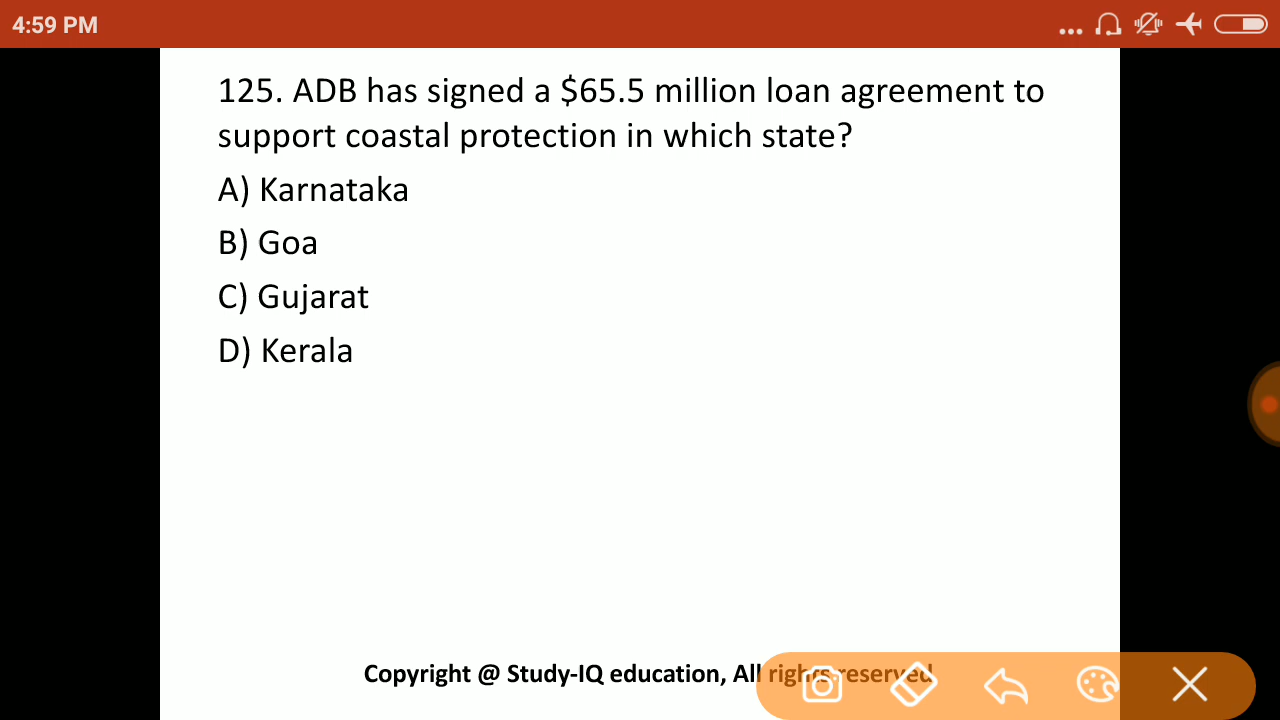 4:59 PM
125. ADB has signed a $65.5 million loan agreement to
support coastal protection in which state?
A) Karnataka
B) Goa
C) Gujarat
D) Kerala
Copyright @ Study-IQ education, All rights reserved